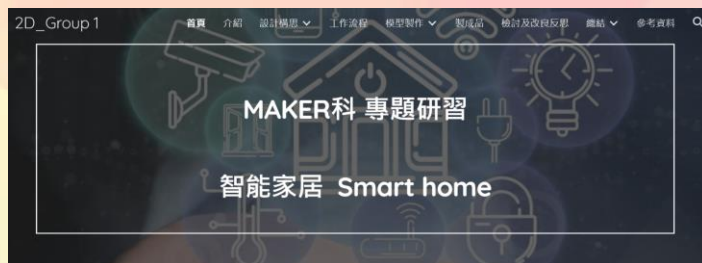 2D_Group 1
首頁 介紹 設計構思 工作流程 模型製作 製成品 檢討及改良反思 總結 參考資料
MAKER科 專題研習
智能家居 Smart home